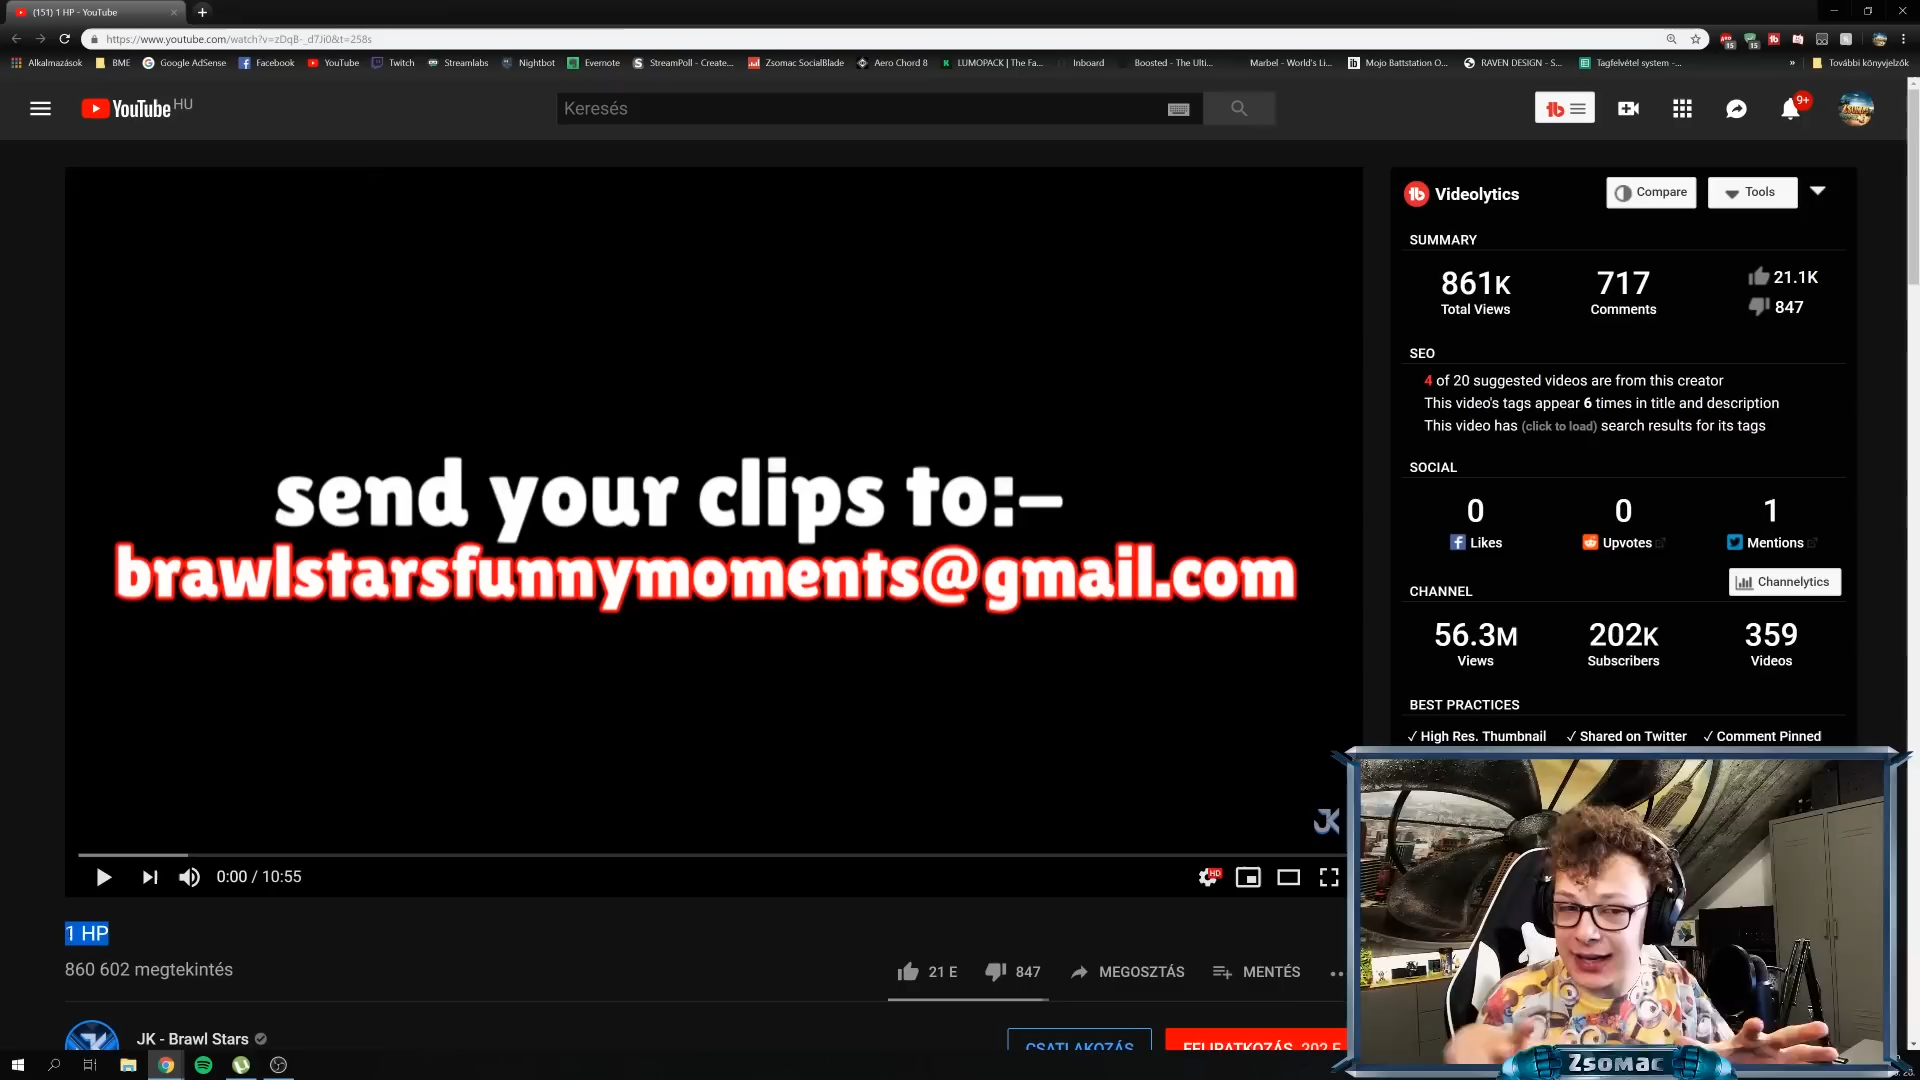 (151) 1 HP - YouTube
https://www.youtube.com/watch?v=zDqB-_d7Ji0&t=258s
Alkalmazások BME Google AdSense Facebook YouTube Twitch Streamlabs Nightbot Evernote StreamPoll - Create... Zsomac SocialBlade Aero Chord 8 LUMOPACK | The Fa... Inboard Boosted - The Ulti... Marbel - World's Li... Mojo Battstation O... RAVEN DESIGN - S... Tagfelvétel system -... » További könyvjelzők
YouTube HU
Keresés
9+
send your clips to:-
brawlstarsfunnymoments@gmail.com
JK
0:00 / 10:55
HD
1 HP
860 602 megtekintés
21 E 847 MEGOSZTÁS MENTÉS
JK - Brawl Stars
CSATLAKOZÁS
FELIRATKOZÁS 202 E
Videolytics Compare Tools
SUMMARY
861K 717 21.1K
Total Views Comments 847
SEO
4 of 20 suggested videos are from this creator
This video's tags appear 6 times in title and description
This video has (click to load) search results for its tags
SOCIAL
0 0 1
Likes Upvotes Mentions
CHANNEL Channelytics
56.3M 202K 359
Views Subscribers Videos
BEST PRACTICES
✓ High Res. Thumbnail ✓ Shared on Twitter ✓ Comment Pinned
Zsomac